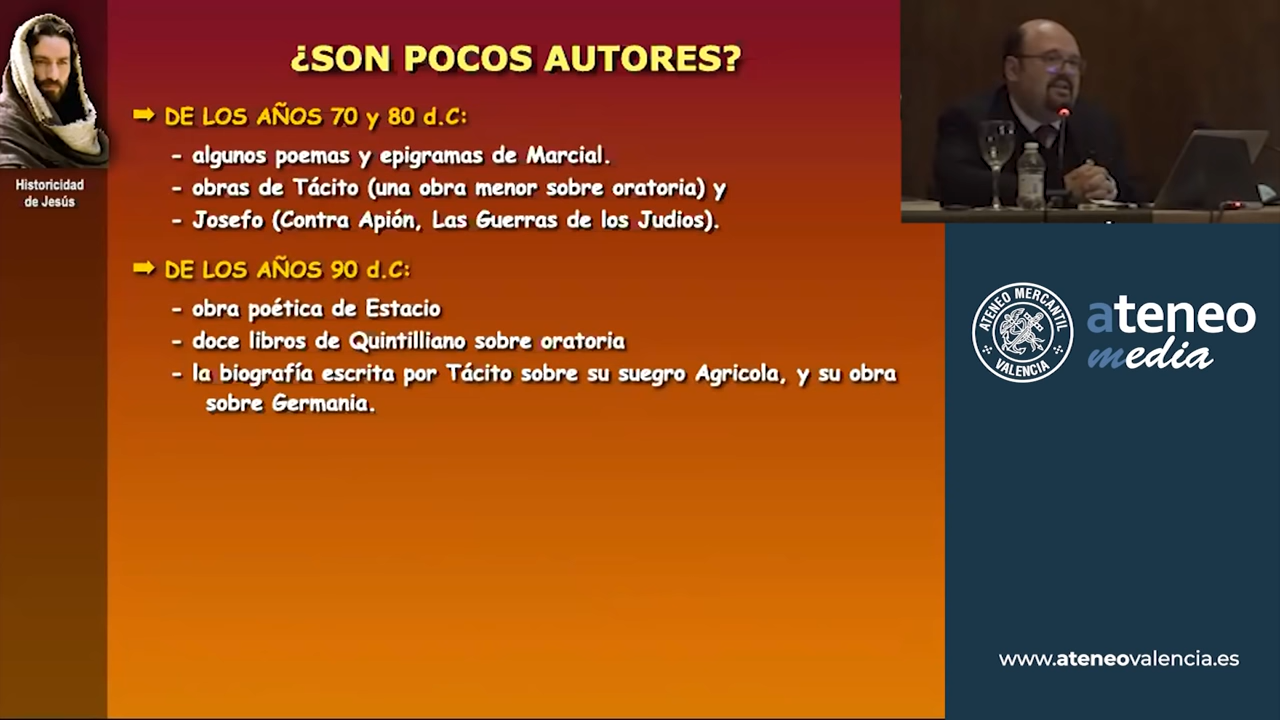 ¿SON POCOS AUTORES?
➡ DE LOS AÑOS 70 y 80 d.C:
- algunos poemas y epigramas de Marcial.
- obras de Tácito (una obra menor sobre oratoria) y
- Josefo (Contra Apión, Las Guerras de los Judios).
➡ DE LOS AÑOS 90 d.C:
- obra poética de Estacio
- doce libros de Quintilliano sobre oratoria
- la biografía escrita por Tácito sobre su suegro Agricola, y su obra
sobre Germania.
Historicidad
de Jesús
ATENEO MERCANTIL
VALENCIA
ateneo
media
www.ateneovalencia.es